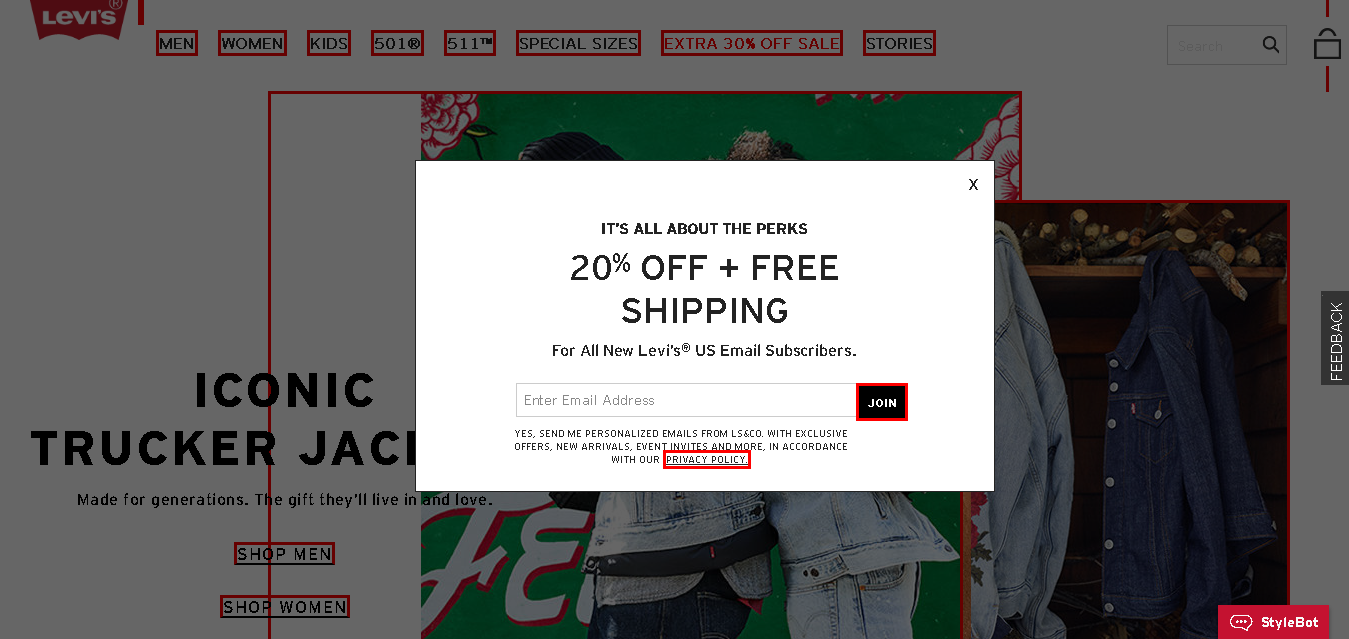 LEVI'S®
MEN WOMEN KIDS 501® 511™ SPECIAL SIZES EXTRA 30% OFF SALE STORIES
Search
X
IT'S ALL ABOUT THE PERKS
20% OFF + FREE
SHIPPING
For All New Levi's® US Email Subscribers.
Enter Email Address
JOIN
YES, SEND ME PERSONALIZED EMAILS FROM LS&CO. WITH EXCLUSIVE
OFFERS, NEW ARRIVALS, EVENT INVITES AND MORE, IN ACCORDANCE
WITH OUR PRIVACY POLICY.
FEEDBACK
ICONIC
TRUCKER JAC
Made for generations. The gift they'll live in and love.
SHOP MEN
SHOP WOMEN
StyleBot